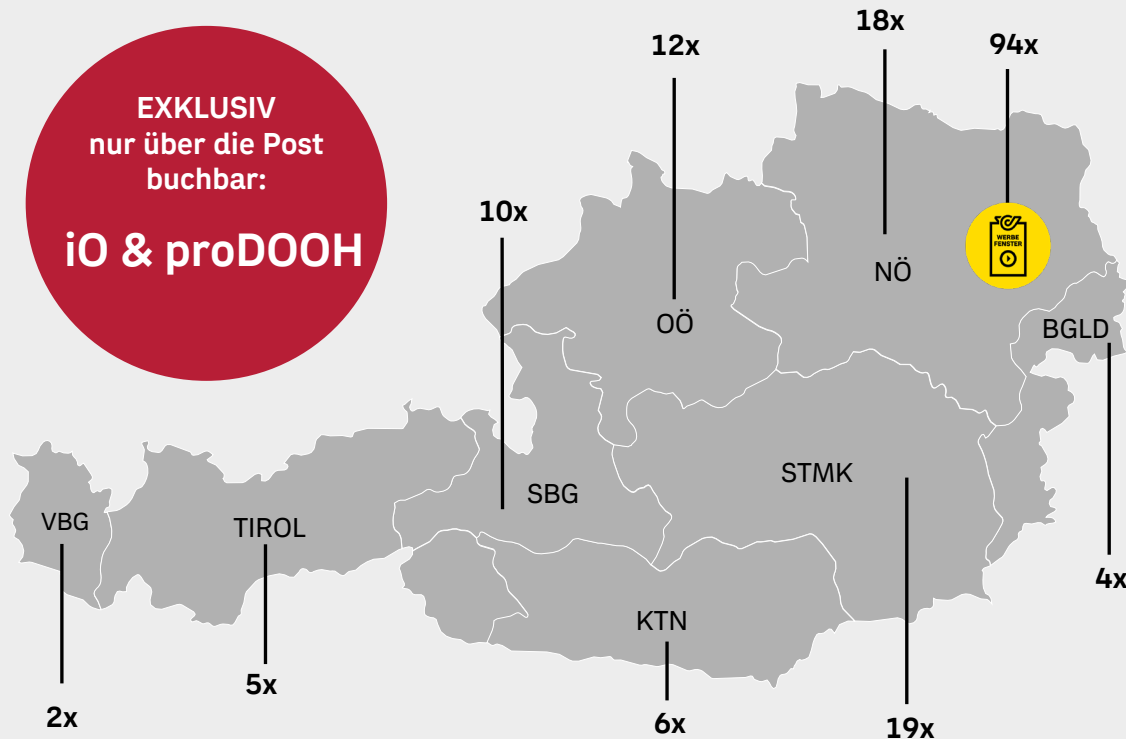 EXKLUSIV
nur über die Post
buchbar:
iO & proDOOH
12x
18x
94x
10x
WERBE
FENSTER
NÖ
OÖ
BGLD
STMK
SBG
VBG
TIROL
4x
KTN
5x
2x
6x
19x